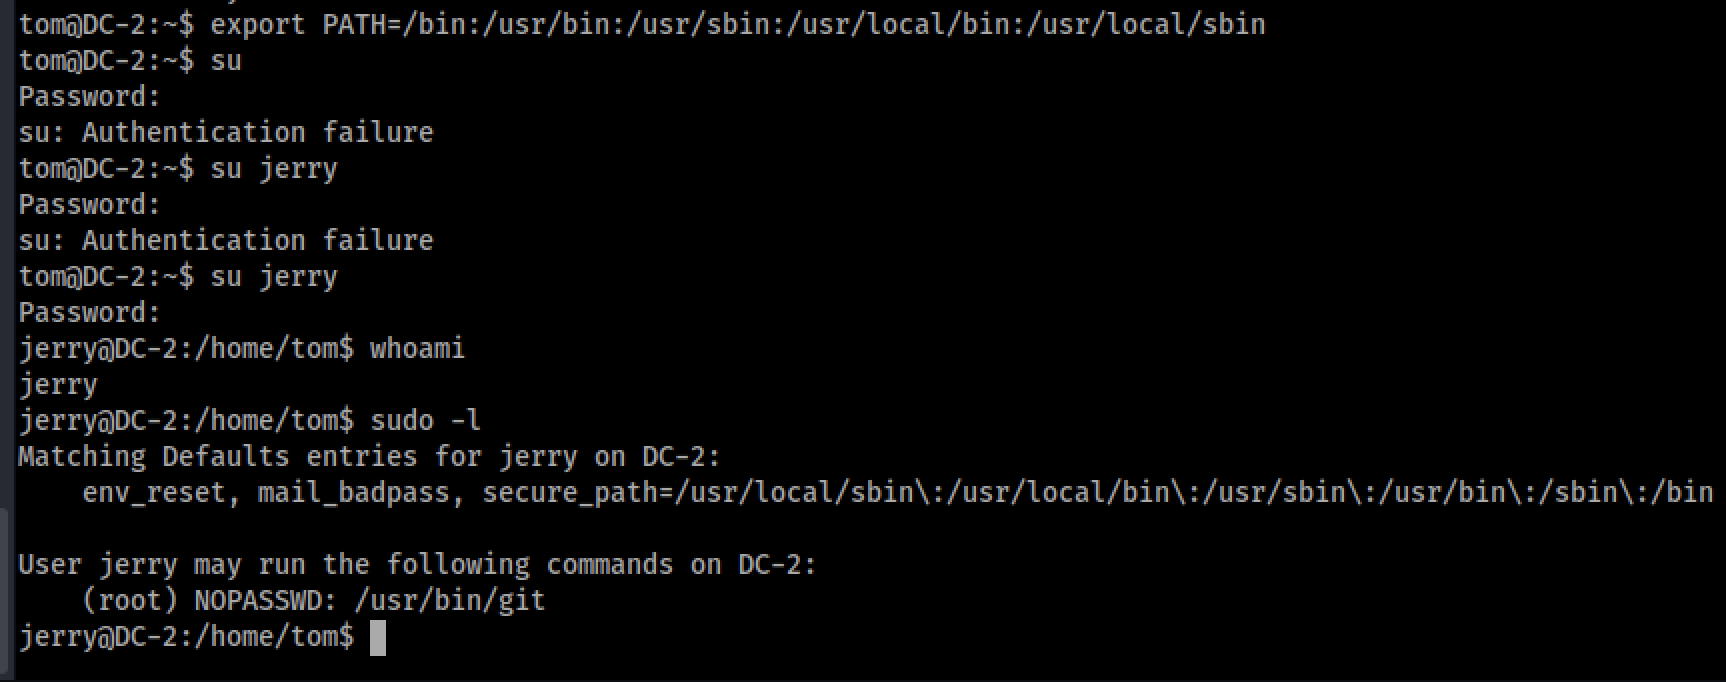 tom@DC-2:~$ export PATH=/bin:/usr/bin:/usr/sbin:/usr/local/bin:/usr/local/sbin
tom@DC-2:~$ su
Password:
su: Authentication failure
tom@DC-2:~$ su jerry
Password:
su: Authentication failure
tom@DC-2:~$ su jerry
Password:
jerry@DC-2:/home/tom$ whoami
jerry
jerry@DC-2:/home/tom$ sudo -l
Matching Defaults entries for jerry on DC-2:
    env_reset, mail_badpass, secure_path=/usr/local/sbin\:/usr/local/bin\:/usr/sbin\:/usr/bin\:/sbin\:/bin

User jerry may run the following commands on DC-2:
    (root) NOPASSWD: /usr/bin/git
jerry@DC-2:/home/tom$